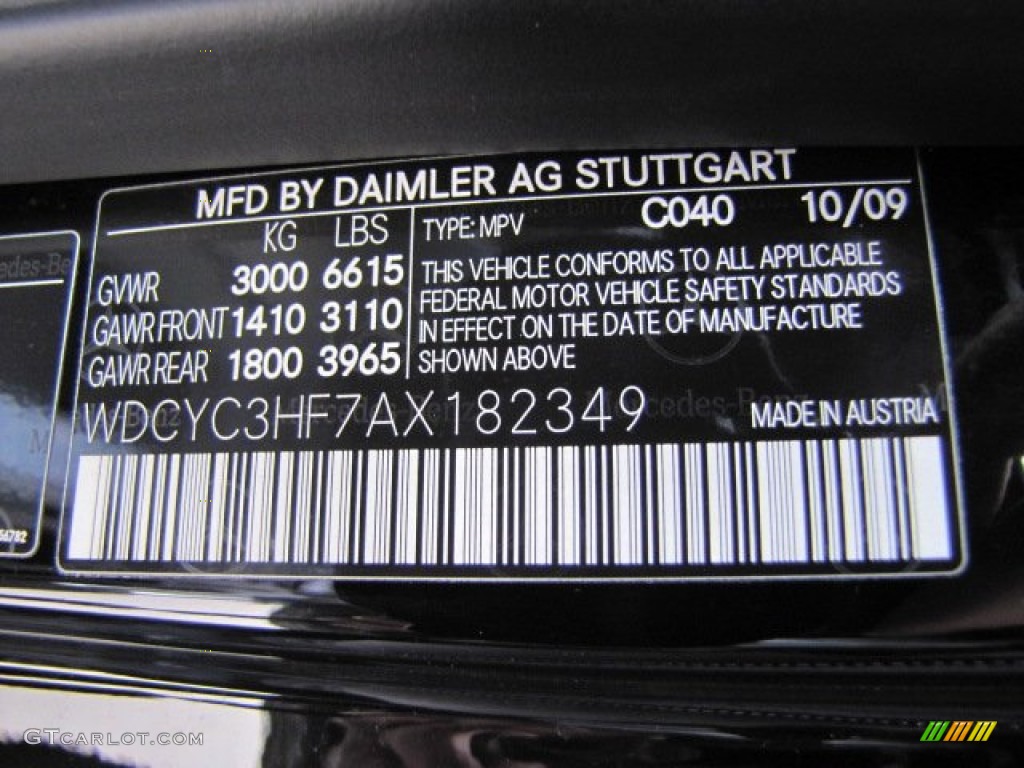 MFD BY DAIMLER AG STUTTGART
KG LBS
GVWR 3000 6615
GAWR FRONT 1410 3110
GAWR REAR 1800 3965
TYPE: MPV C040 10/09
THIS VEHICLE CONFORMS TO ALL APPLICABLE
FEDERAL MOTOR VEHICLE SAFETY STANDARDS
IN EFFECT ON THE DATE OF MANUFACTURE
SHOWN ABOVE
WDCYC3HF7AX182349
MADE IN AUSTRIA
Mercedes-Benz
GTCARLOT.COM